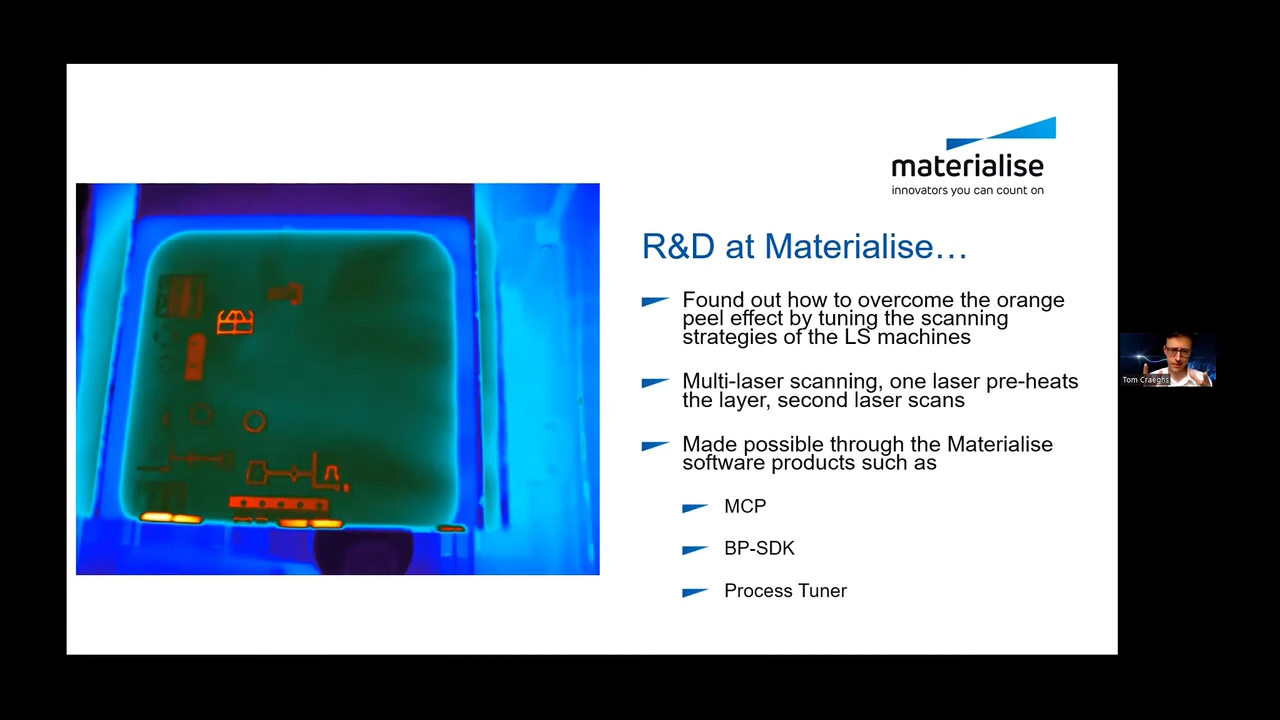 materialise
innovators you can count on
R&D at Materialise…
Found out how to overcome the orange
peel effect by tuning the scanning
strategies of the LS machines
Multi-laser scanning, one laser pre-heats
the layer, second laser scans
Made possible through the Materialise
software products such as
MCP
BP-SDK
Process Tuner
Tom Craeghs